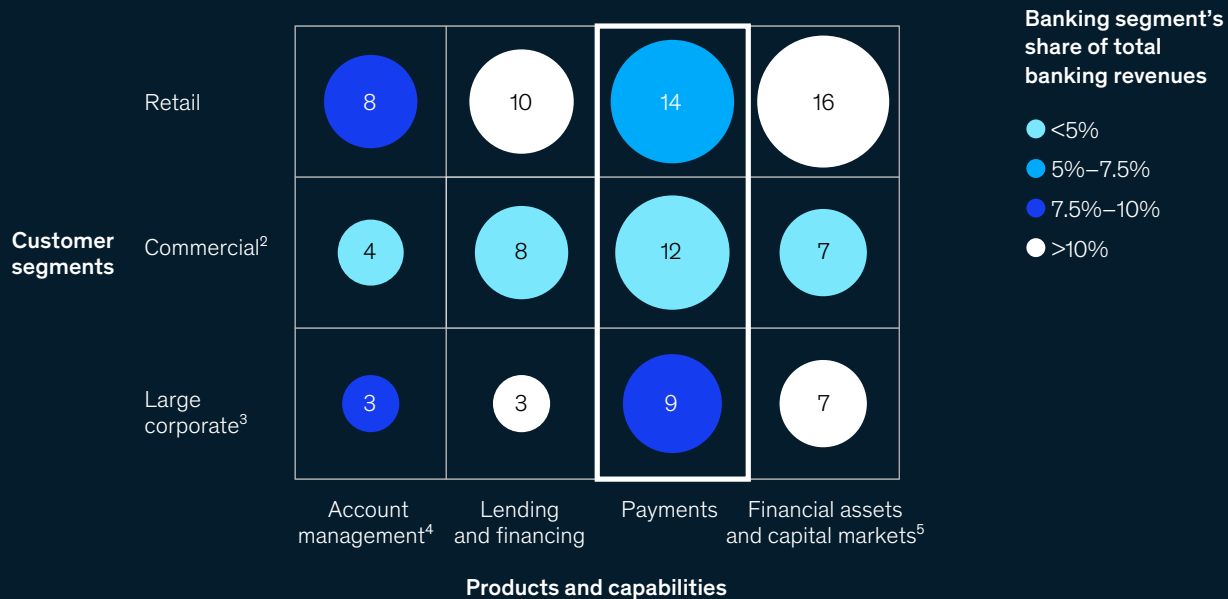 Banking segment's
share of total
banking revenues
<5%
5%–7.5%
7.5%–10%
>10%
Customer
segments
Retail
8
10
14
16
Commercial²
4
8
12
7
Large
corporate³
3
3
9
7
Account
management⁴
Lending
and financing
Payments
Financial assets
and capital markets⁵
Products and capabilities